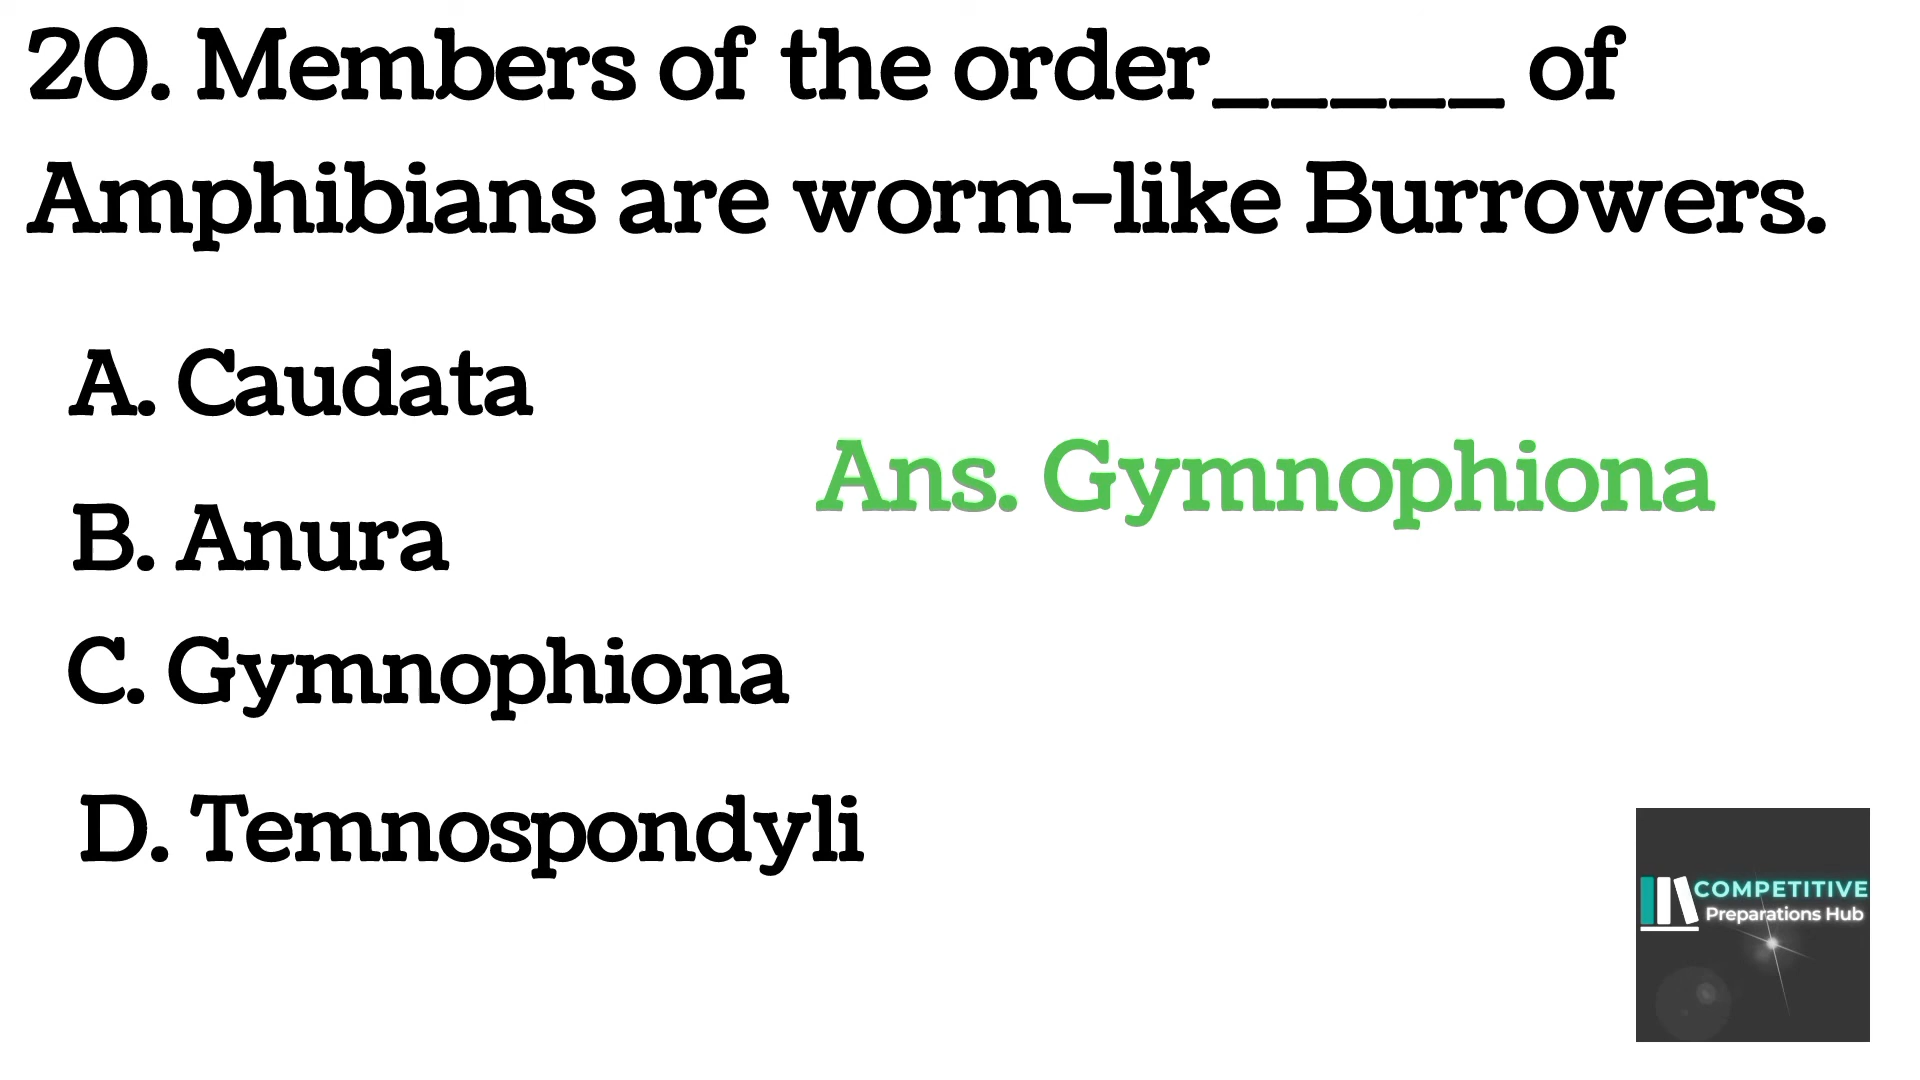 20. Members of the order_____ of
Amphibians are worm-like Burrowers.
A. Caudata
Ans. Gymnophiona
B. Anura
C. Gymnophiona
D. Temnospondyli
COMPETITIVE
Preparations Hub